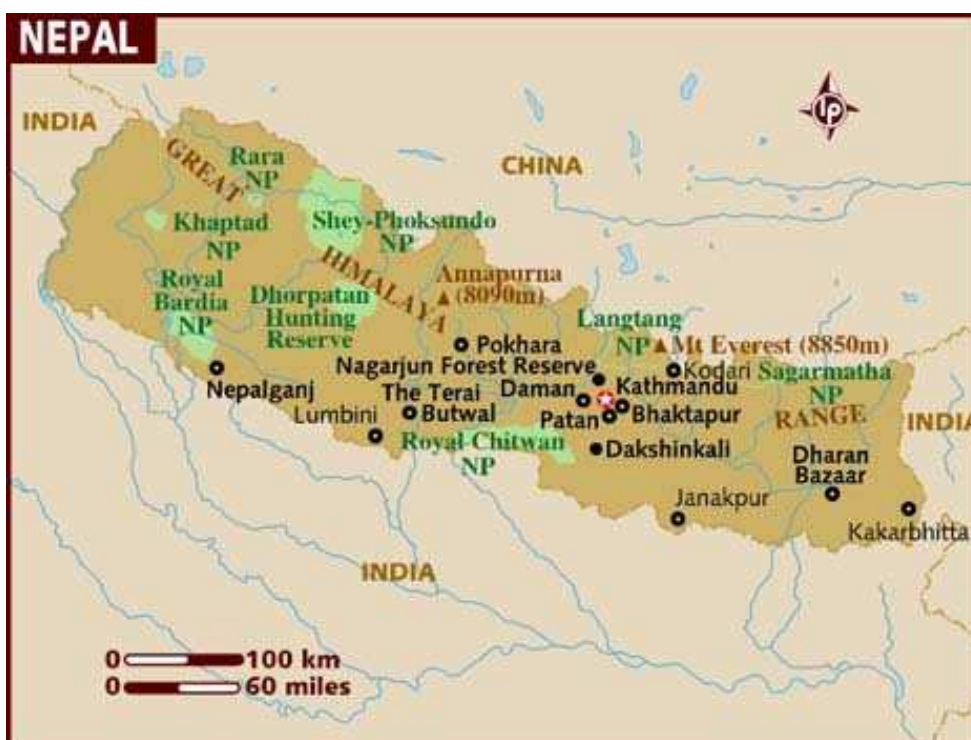 NEPAL
INDIA
lp
CHINA
GREAT
HIMALAYA
RANGE
Rara
NP
Khaptad
NP
Shey-Phoksundo
NP
Royal
Bardia
NP
Dhorpatan
Hunting
Reserve
Annapurna
(8090m)
Langtang
NP
Mt Everest (8850m)
Pokhara
Nagarjun Forest Reserve
Kodari
Sagarmatha
NP
Nepalganj
The Terai
Daman
Kathmandu
Lumbini
Butwal
Patan
Bhaktapur
INDIA
Royal Chitwan
NP
Dakshinkali
Dharan
Bazaar
Janakpur
Kakarbhitta
INDIA
0 100 km
0 60 miles